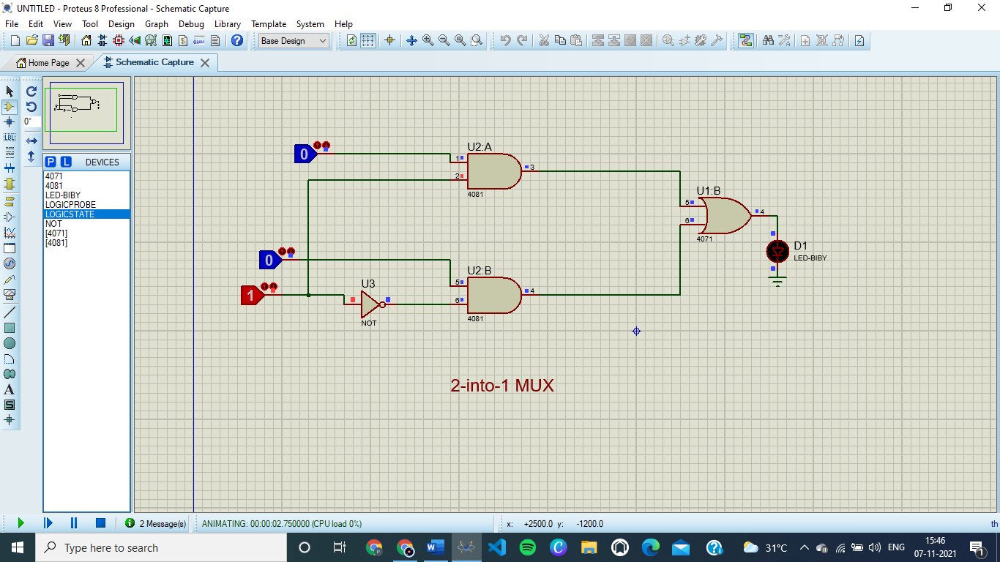 UNTITLED - Proteus 8 Professional - Schematic Capture
File Edit View Tool Design Graph Debug Library Template System Help
Base Design
Home Page
Schematic Capture
0°
LBL
P L DEVICES
4071
4081
LED-BIBY
LOGICPROBE
LOGICSTATE
NOT
[4071]
[4081]
A
S
0
1
2
U2:A
3
4081
0
1
U3
NOT
5
6
U2:B
4
4081
U1:B
5
6
4
4071
D1
LED-BIBY
2-into-1 MUX
2 Message(s)
ANIMATING: 00:00:02.750000 (CPU load 0%)
x: +2500.0 y: -1200.0
th
Type here to search
31°C
ENG
15:46
07-11-2021
1